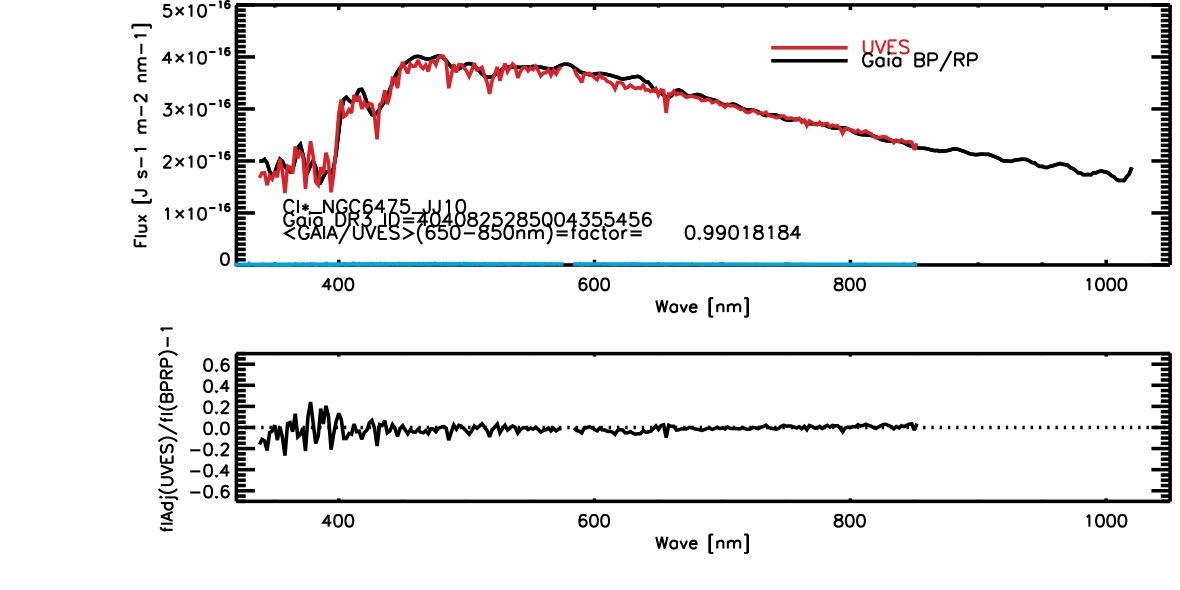 5×10−16
4×10−16
3×10−16
2×10−16
1×10−16
0
Flux [J s−1 m−2 nm−1]
UVES
Gaia BP/RP
Cl*_NGC6475_JJ10
Gaia DR3 ID=4040825285004355456
<GAIA/UVES>(650−850nm)=factor= 0.99018184
400 600 800 1000
Wave [nm]
flAdj(UVES)/fl(BPRP)−1
0.6
0.4
0.2
0.0
−0.2
−0.4
−0.6
400 600 800 1000
Wave [nm]